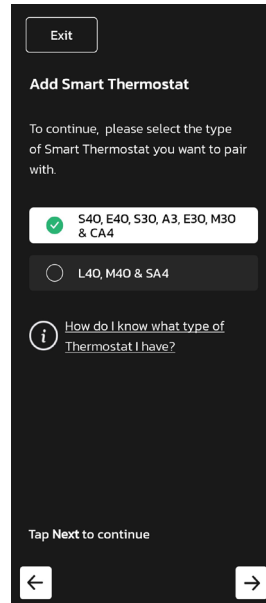 Exit
Add Smart Thermostat
To continue, please select the type
of Smart Thermostat you want to pair
with.
S40, E40, S30, A3, E30, M30
& CA4
L40, M40 & SA4
i
How do I know what type of
Thermostat I have?
Tap Next to continue